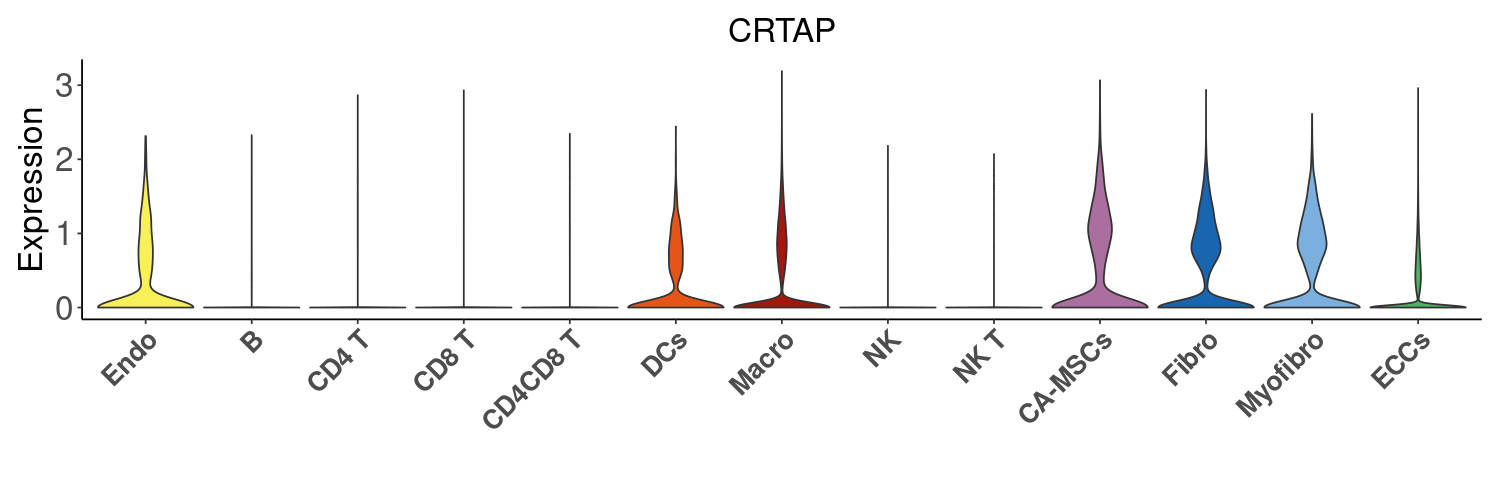 CRTAP
Expression
3
2
1
0
Endo
B
CD4 T
CD8 T
CD4CD8 T
DCs
Macro
NK
NK T
CA-MSCs
Fibro
Myofibro
ECCs